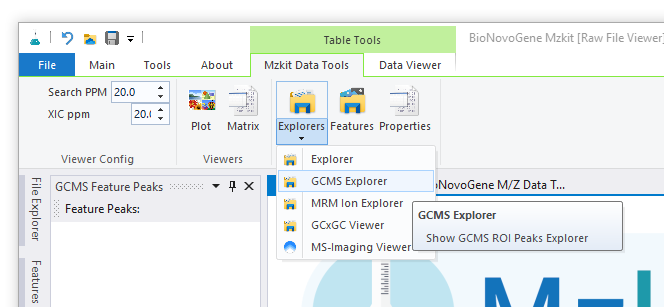 Table Tools
BioNovoGene Mzkit [Raw File Viewer]
File Main Tools About Mzkit Data Tools Data Viewer
Search PPM 20.0
XIC ppm 20.
Viewer Config
Plot Matrix
Viewers
Explorers Features Properties
Explorer
GCMS Explorer
MRM Ion Explorer
GCxGC Viewer
MS-Imaging Viewer
File Explorer
Features
GCMS Feature Peaks
Feature Peaks:
NovoGene M/Z Data T...
GCMS Explorer
Show GCMS ROI Peaks Explorer